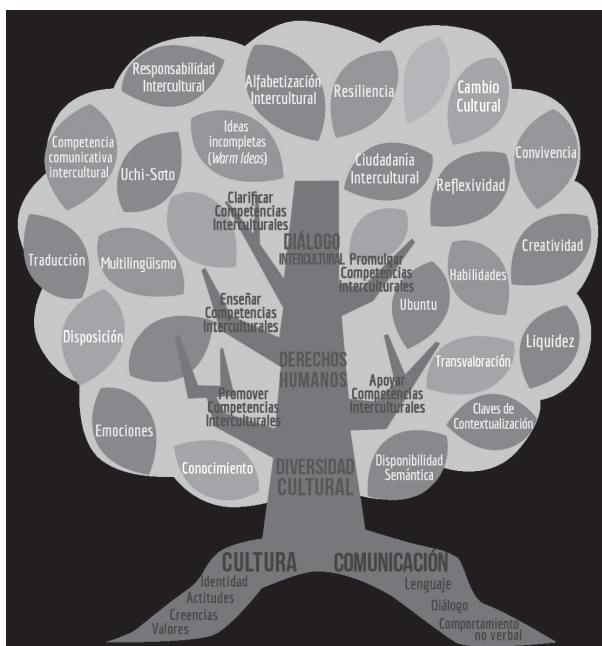 Responsabilidad
Intercultural
Alfabetización
Intercultural
Resiliencia
Cambio
Cultural
Competencia
comunicativa
intercultural
Uchi-Soto
Ideas
incompletas
(Warm Ideas)
Ciudadanía
Intercultural
Reflexividad
Convivencia
Clarificar
Competencias
Interculturales
DIÁLOGO
INTERCULTURAL
Promulgar
Competencias
Interculturales
Traducción
Multilingüismo
Creatividad
Habilidades
Ubuntu
Enseñar
Competencias
Interculturales
Disposición
Liquidez
DERECHOS
HUMANOS
Transvaloración
Promover
Competencias
Interculturales
Apoyar
Competencias
Interculturales
Emociones
Claves de
Contextualización
Conocimiento
DIVERSIDAD
CULTURAL
Disponibilidad
Semántica
CULTURA
Identidad
Actitudes
Creencias
Valores
COMUNICACIÓN
Lenguaje
Diálogo
Comportamiento
no verbal